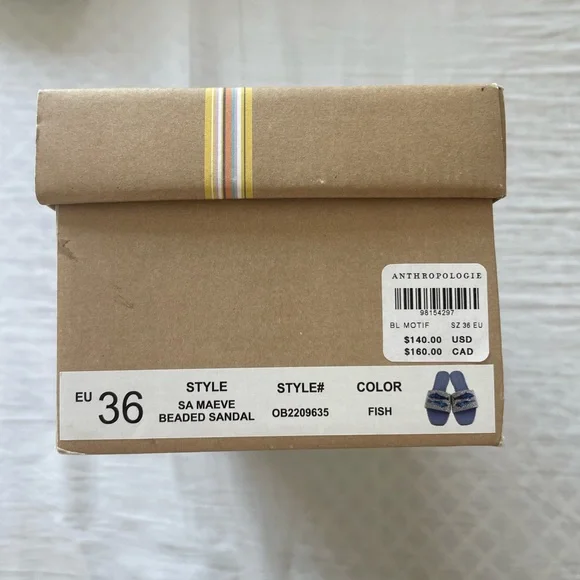 ANTHROPOLOGIE
98154297
BL MOTIF SZ 36 EU
$140.00 USD
$160.00 CAD
EU 36
STYLE STYLE# COLOR
SA MAEVE
BEADED SANDAL OB2209635 FISH